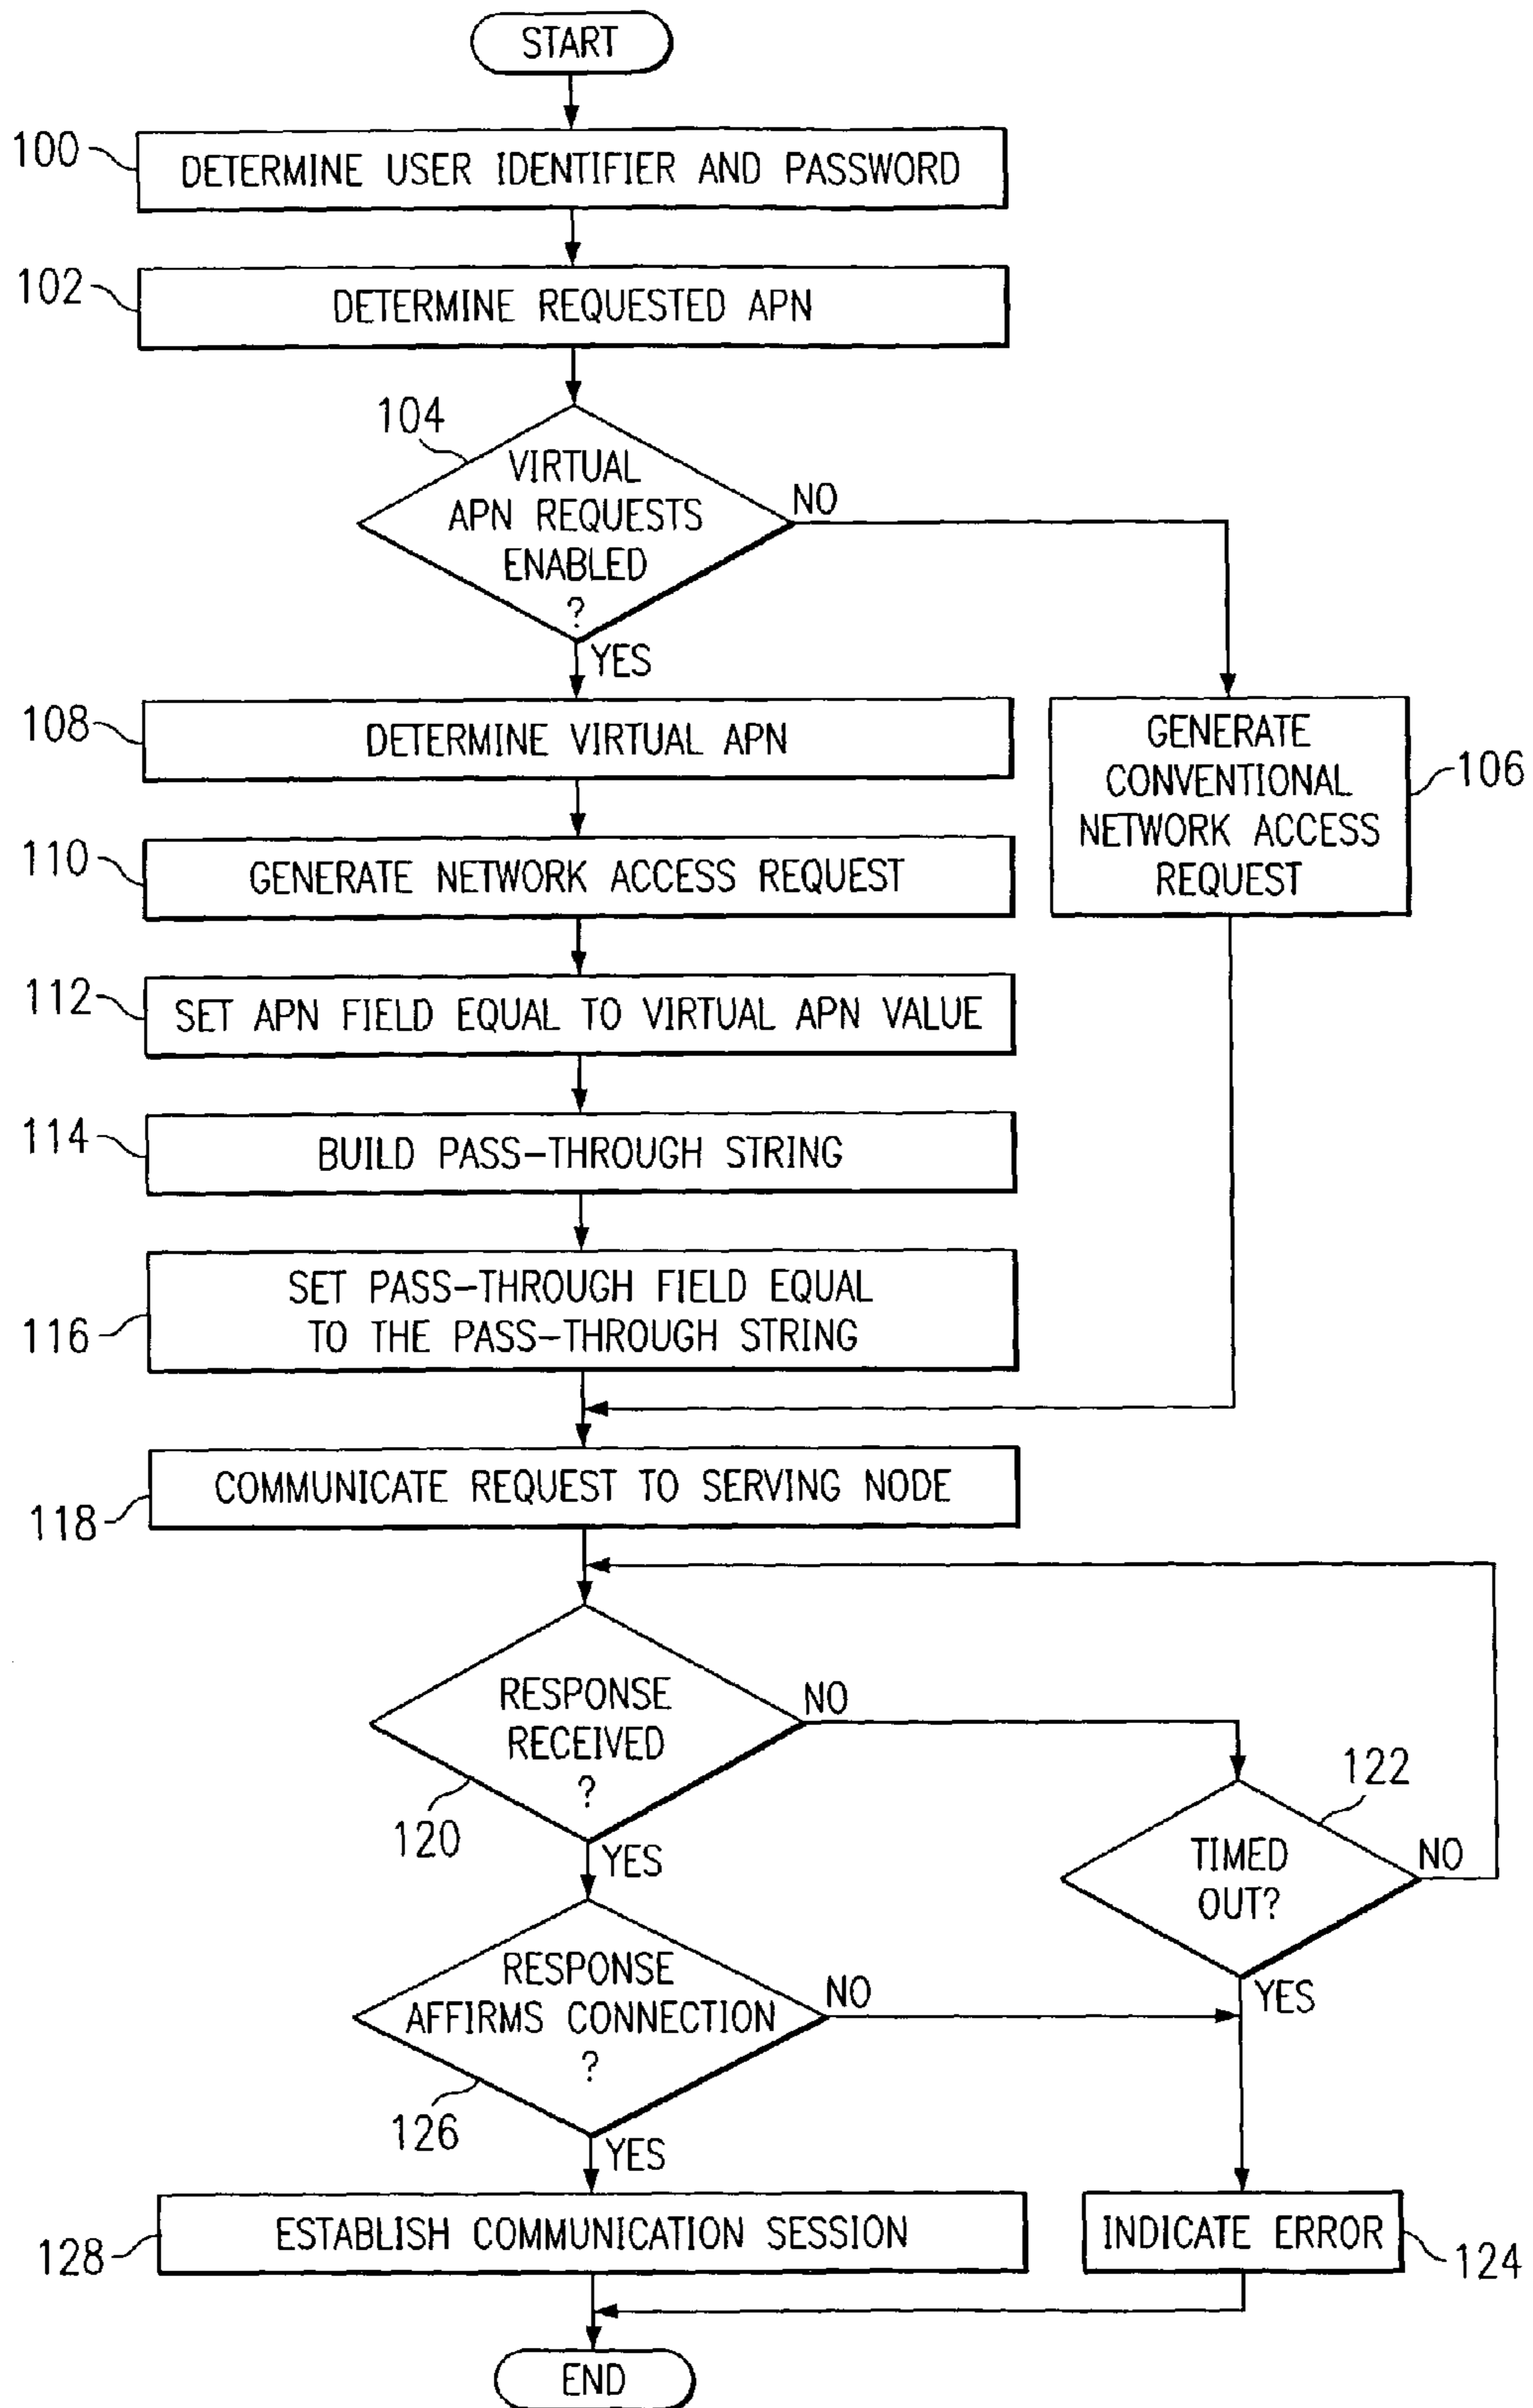 START
100
DETERMINE USER IDENTIFIER AND PASSWORD
102
DETERMINE REQUESTED APN
104
VIRTUAL
APN REQUESTS
ENABLED
?
NO
YES
108
DETERMINE VIRTUAL APN
GENERATE
CONVENTIONAL
NETWORK ACCESS
REQUEST
106
110
GENERATE NETWORK ACCESS REQUEST
112
SET APN FIELD EQUAL TO VIRTUAL APN VALUE
114
BUILD PASS-THROUGH STRING
116
SET PASS-THROUGH FIELD EQUAL
TO THE PASS-THROUGH STRING
118
COMMUNICATE REQUEST TO SERVING NODE
RESPONSE
RECEIVED
?
NO
120
YES
122
TIMED
OUT?
NO
YES
RESPONSE
AFFIRMS CONNECTION
?
NO
126
YES
128
ESTABLISH COMMUNICATION SESSION
INDICATE ERROR
124
END